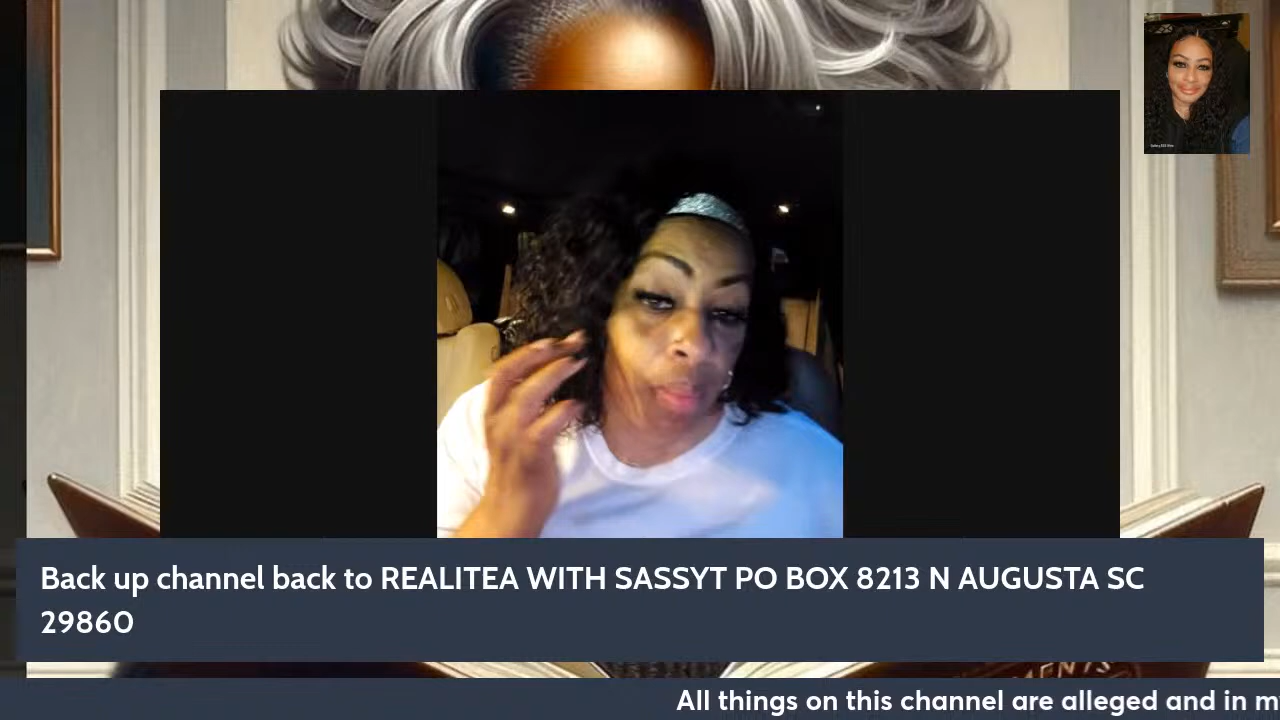 Back up channel back to REALITEA WITH SASSYT PO BOX 8213 N AUGUSTA SC
29860
All things on this channel are alleged and in m